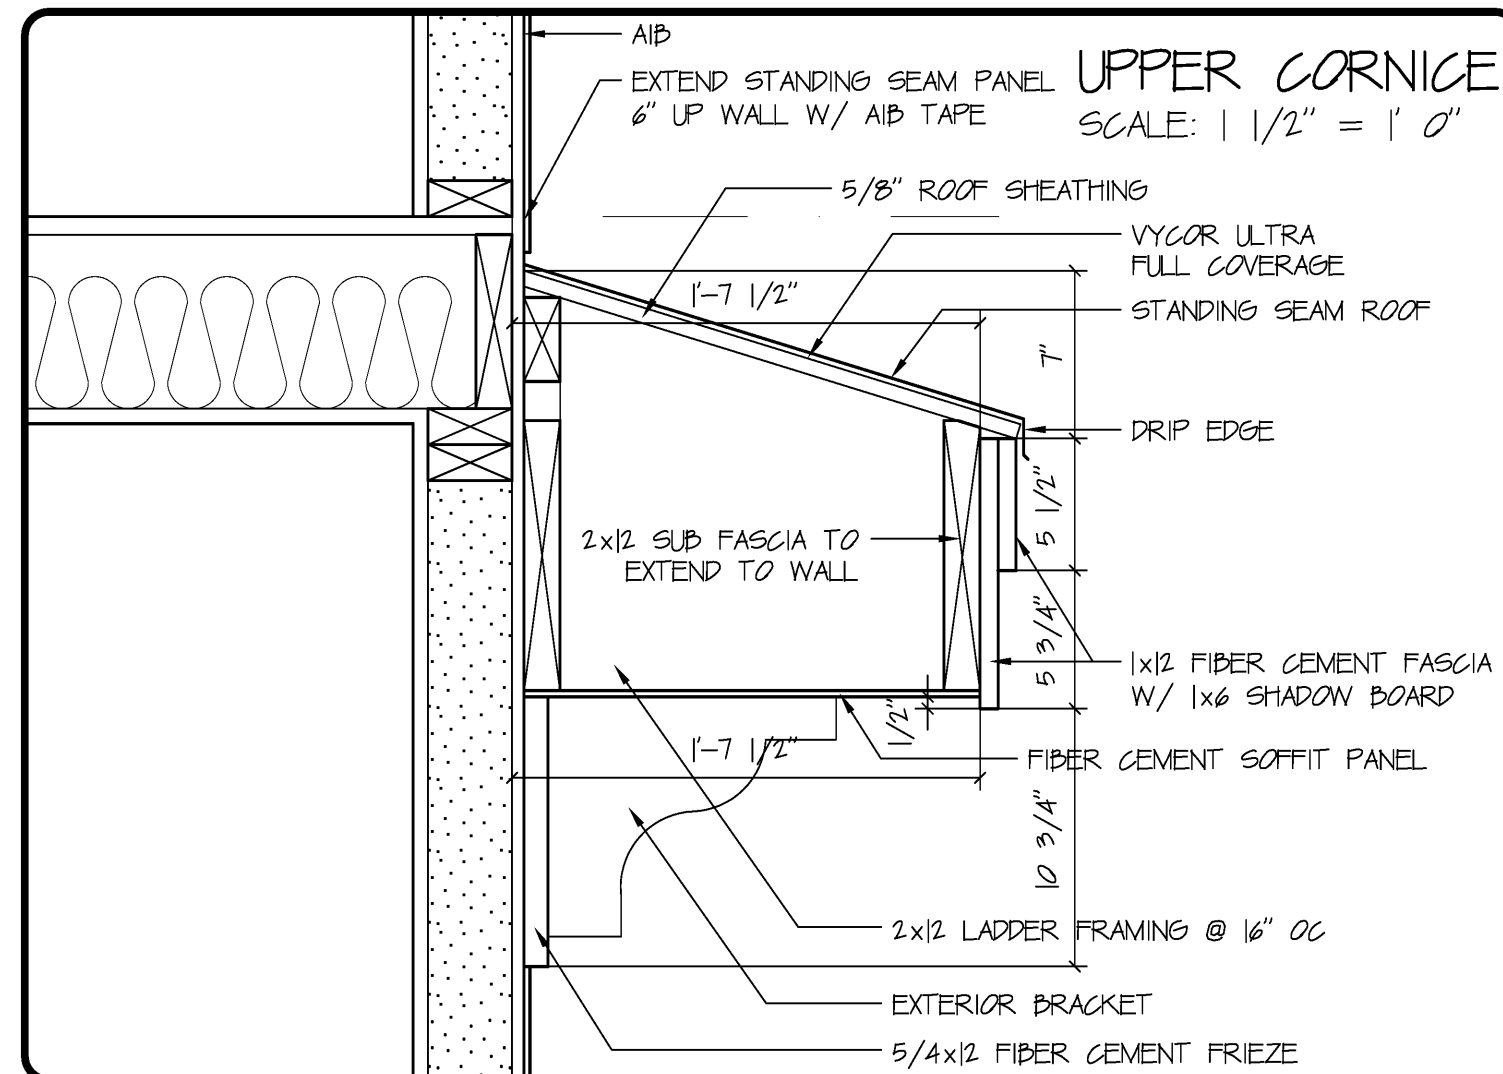 AIB
EXTEND STANDING SEAM PANEL
6" UP WALL W/ AIB TAPE
UPPER CORNICE
SCALE: 1 1/2" = 1' 0"
5/8" ROOF SHEATHING
VYCOR ULTRA
FULL COVERAGE
1'-7 1/2"
STANDING SEAM ROOF
7"
DRIP EDGE
5 1/2"
2x12 SUB FASCIA TO
EXTEND TO WALL
5 3/4"
1x12 FIBER CEMENT FASCIA
W/ 1x6 SHADOW BOARD
1/2"
1'-7 1/2"
FIBER CEMENT SOFFIT PANEL
10 3/4"
2x12 LADDER FRAMING @ 16" OC
EXTERIOR BRACKET
5/4x12 FIBER CEMENT FRIEZE